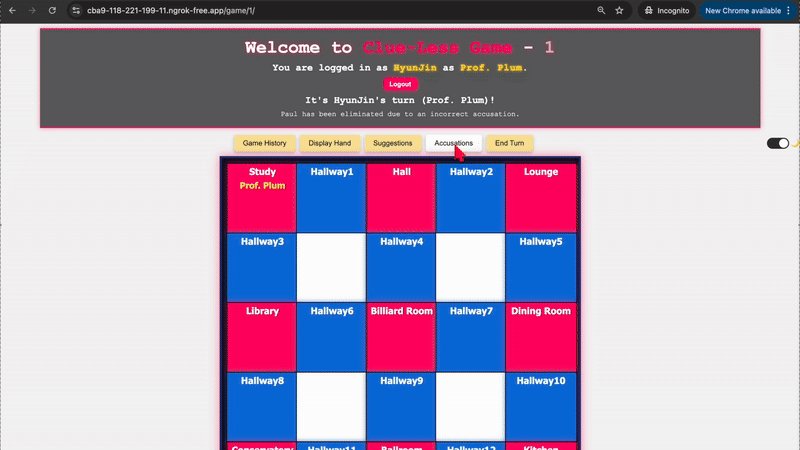 cba9-118-221-199-11.ngrok-free.app/game/1/
Incognito
New Chrome available
Welcome to Clue-Less Game - 1
You are logged in as HyunJin as Prof. Plum.
Logout
It's HyunJin's turn (Prof. Plum)!
Paul has been eliminated due to an incorrect accusation.
Game History
Display Hand
Suggestions
Accusations
End Turn
Study
Hallway1
Hall
Hallway2
Lounge
Prof. Plum
Hallway3
Hallway4
Hallway5
Library
Hallway6
Billiard Room
Hallway7
Dining Room
Hallway8
Hallway9
Hallway10
Conservatory
Hallway11
Ballroom
Hallway12
Kitchen